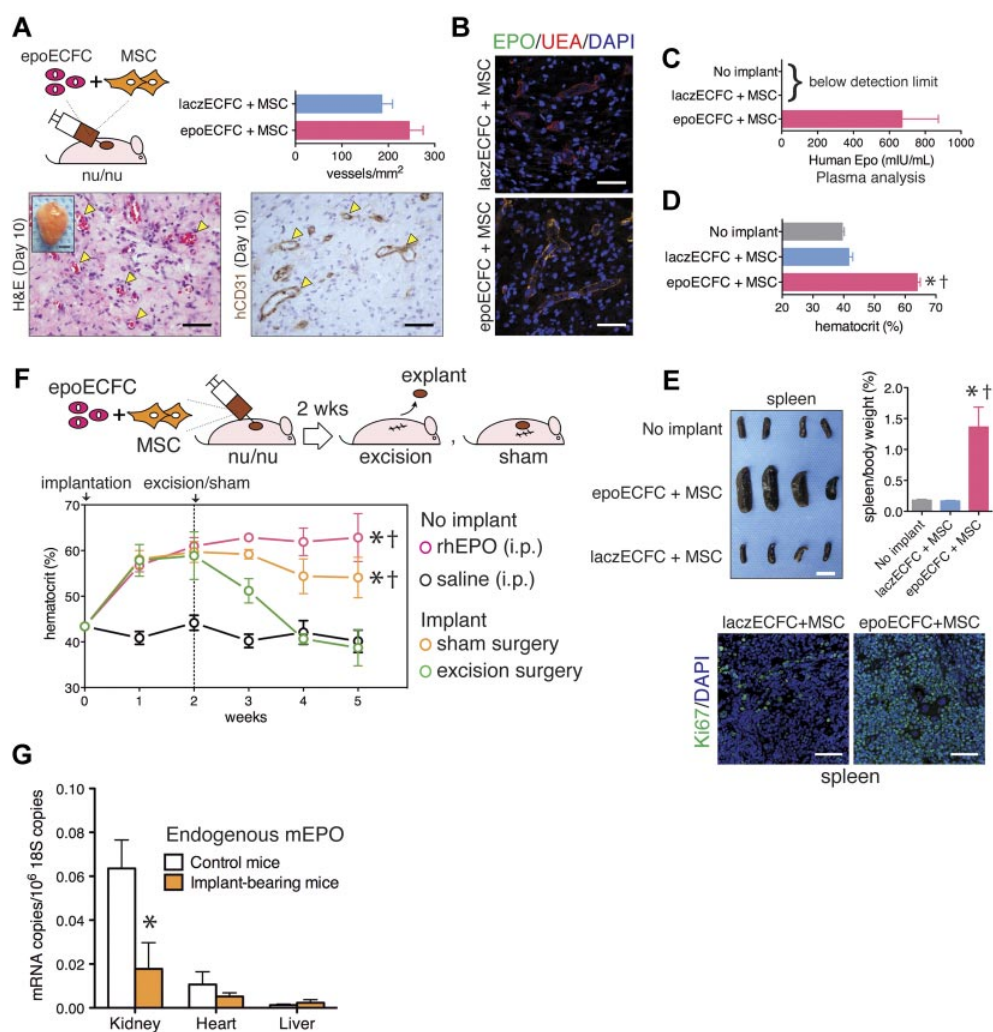 A
epoECFC
MSC
+
nu/nu
laczECFC + MSC
epoECFC + MSC
0 100 200 300
vessels/mm²
H&E (Day 10)
hCD31 (Day 10)
B
EPO/UEA/DAPI
laczECFC + MSC
epoECFC + MSC
C
No implant
laczECFC + MSC
} below detection limit
epoECFC + MSC
0 200 400 600 800 1000
Human Epo (mIU/mL)
Plasma analysis
D
No implant
laczECFC + MSC
epoECFC + MSC
* †
20 30 40 50 60 70
hematocrit (%)
E
spleen
No implant
epoECFC + MSC
laczECFC + MSC
spleen/body weight (%)
2.0
1.5
1.0
0.5
0.0
* †
No implant
laczECFC + MSC
epoECFC + MSC
laczECFC+MSC epoECFC+MSC
Ki67/DAPI
spleen
F
epoECFC
+
MSC
nu/nu
2 wks
explant
excision
,
sham
implantation excision/sham
hematocrit (%)
70
60
50
40
30
0 1 2 3 4 5
weeks
* †
* †
No implant
rhEPO (i.p.)
saline (i.p.)
Implant
sham surgery
excision surgery
G
mRNA copies/10⁶ 18S copies
0.10
0.08
0.06
0.04
0.02
0.00
Endogenous mEPO
Control mice
Implant-bearing mice
*
Kidney Heart Liver